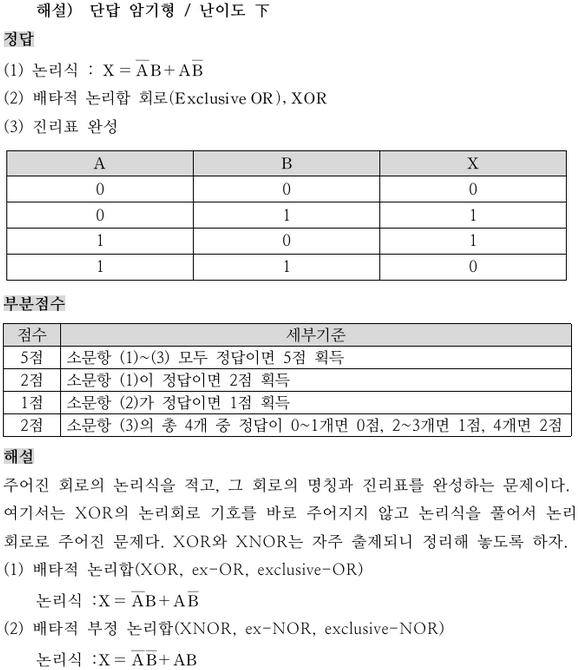 해설) 단답 암기형 / 난이도 下
정답
(1) 논리식 : X = A̅B + AB̅
(2) 배타적 논리합 회로(Exclusive OR), XOR
(3) 진리표 완성
A B X
0 0 0
0 1 1
1 0 1
1 1 0
부분점수
점수 세부기준
5점 소문항 (1)~(3) 모두 정답이면 5점 획득
2점 소문항 (1)이 정답이면 2점 획득
1점 소문항 (2)가 정답이면 1점 획득
2점 소문항 (3)의 총 4개 중 정답이 0~1개면 0점, 2~3개면 1점, 4개면 2점
해설
주어진 회로의 논리식을 적고, 그 회로의 명칭과 진리표를 완성하는 문제이다.
여기서는 XOR의 논리회로 기호를 바로 주어지지 않고 논리식을 풀어서 논리
회로로 주어진 문제다. XOR와 XNOR는 자주 출제되니 정리해 놓도록 하자.
(1) 배타적 논리합(XOR, ex-OR, exclusive-OR)
논리식 :X = A̅B + AB̅
(2) 배타적 부정 논리합(XNOR, ex-NOR, exclusive-NOR)
논리식 :X = A̅B̅ + AB